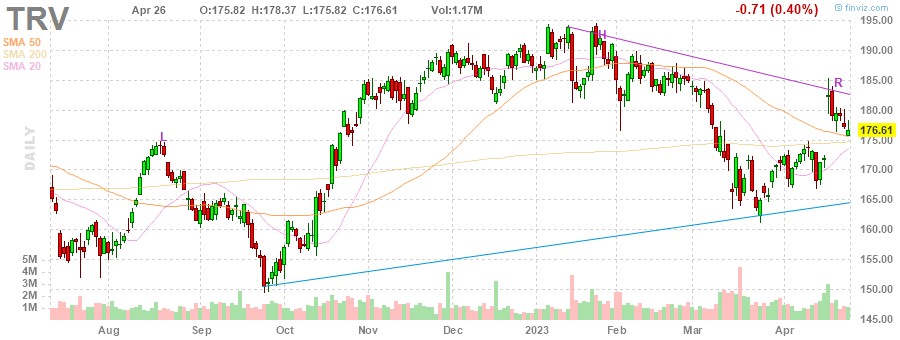 TRV
Apr 26 O:175.82 H:178.37 L:175.82 C:176.61 Vol:1.17M -0.71 (0.40%)
© finviz.com
SMA 50
SMA 200
SMA 20
DAILY
L
H
R
195.00
190.00
185.00
180.00
176.61
175.00
170.00
165.00
160.00
155.00
150.00
145.00
5M
4M
3M
2M
1M
Aug Sep Oct Nov Dec 2023 Feb Mar Apr